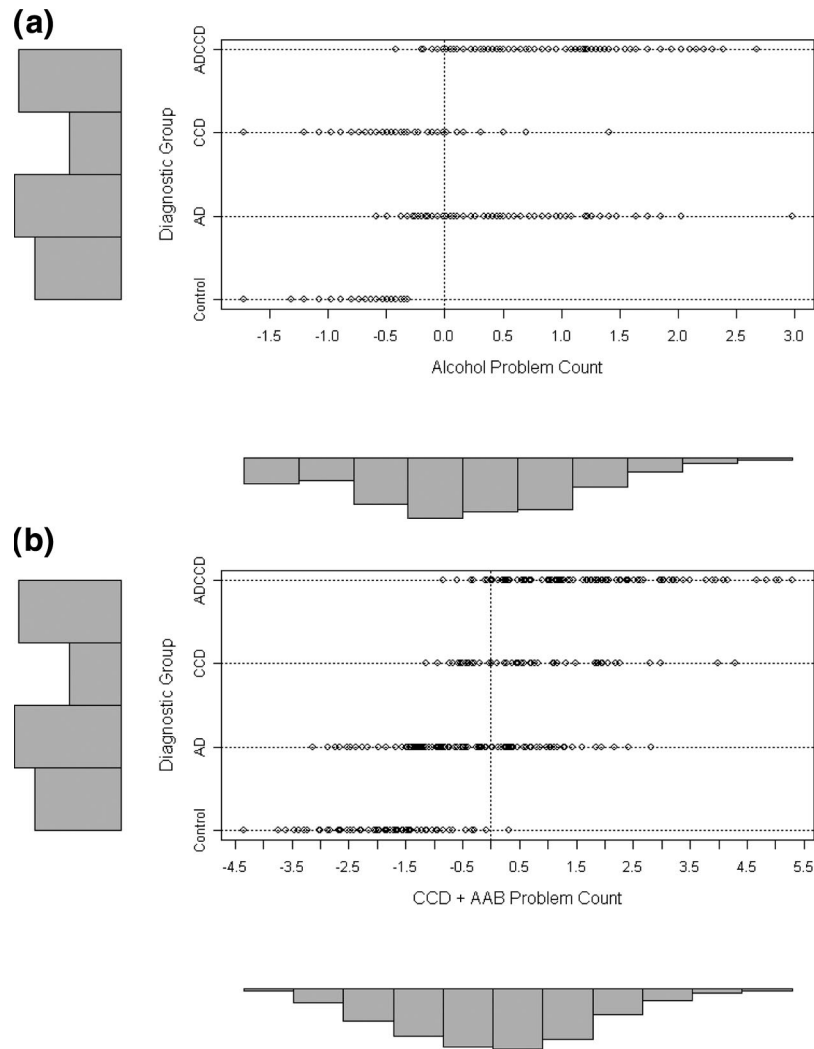 (a)
Diagnostic Group
ADCCD
CCD
AD
Control
-1.5 -1.0 -0.5 0.0 0.5 1.0 1.5 2.0 2.5 3.0
Alcohol Problem Count
(b)
Diagnostic Group
ADCCD
CCD
AD
Control
-4.5 -3.5 -2.5 -1.5 -0.5 0.5 1.5 2.5 3.5 4.5 5.5
CCD + AAB Problem Count